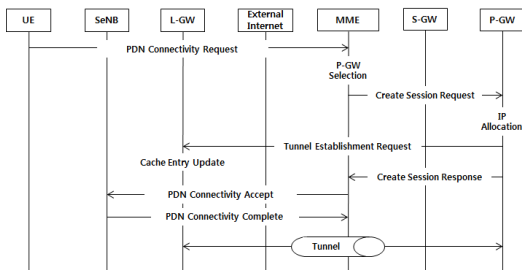 UE
SeNB
L-GW
External
Internet
MME
S-GW
P-GW
PDN Connectivity Request
P-GW
Selection
Create Session Request
IP
Allocation
Tunnel Establishment Request
Cache Entry Update
Create Session Response
PDN Connectivity Accept
PDN Connectivity Complete
Tunnel